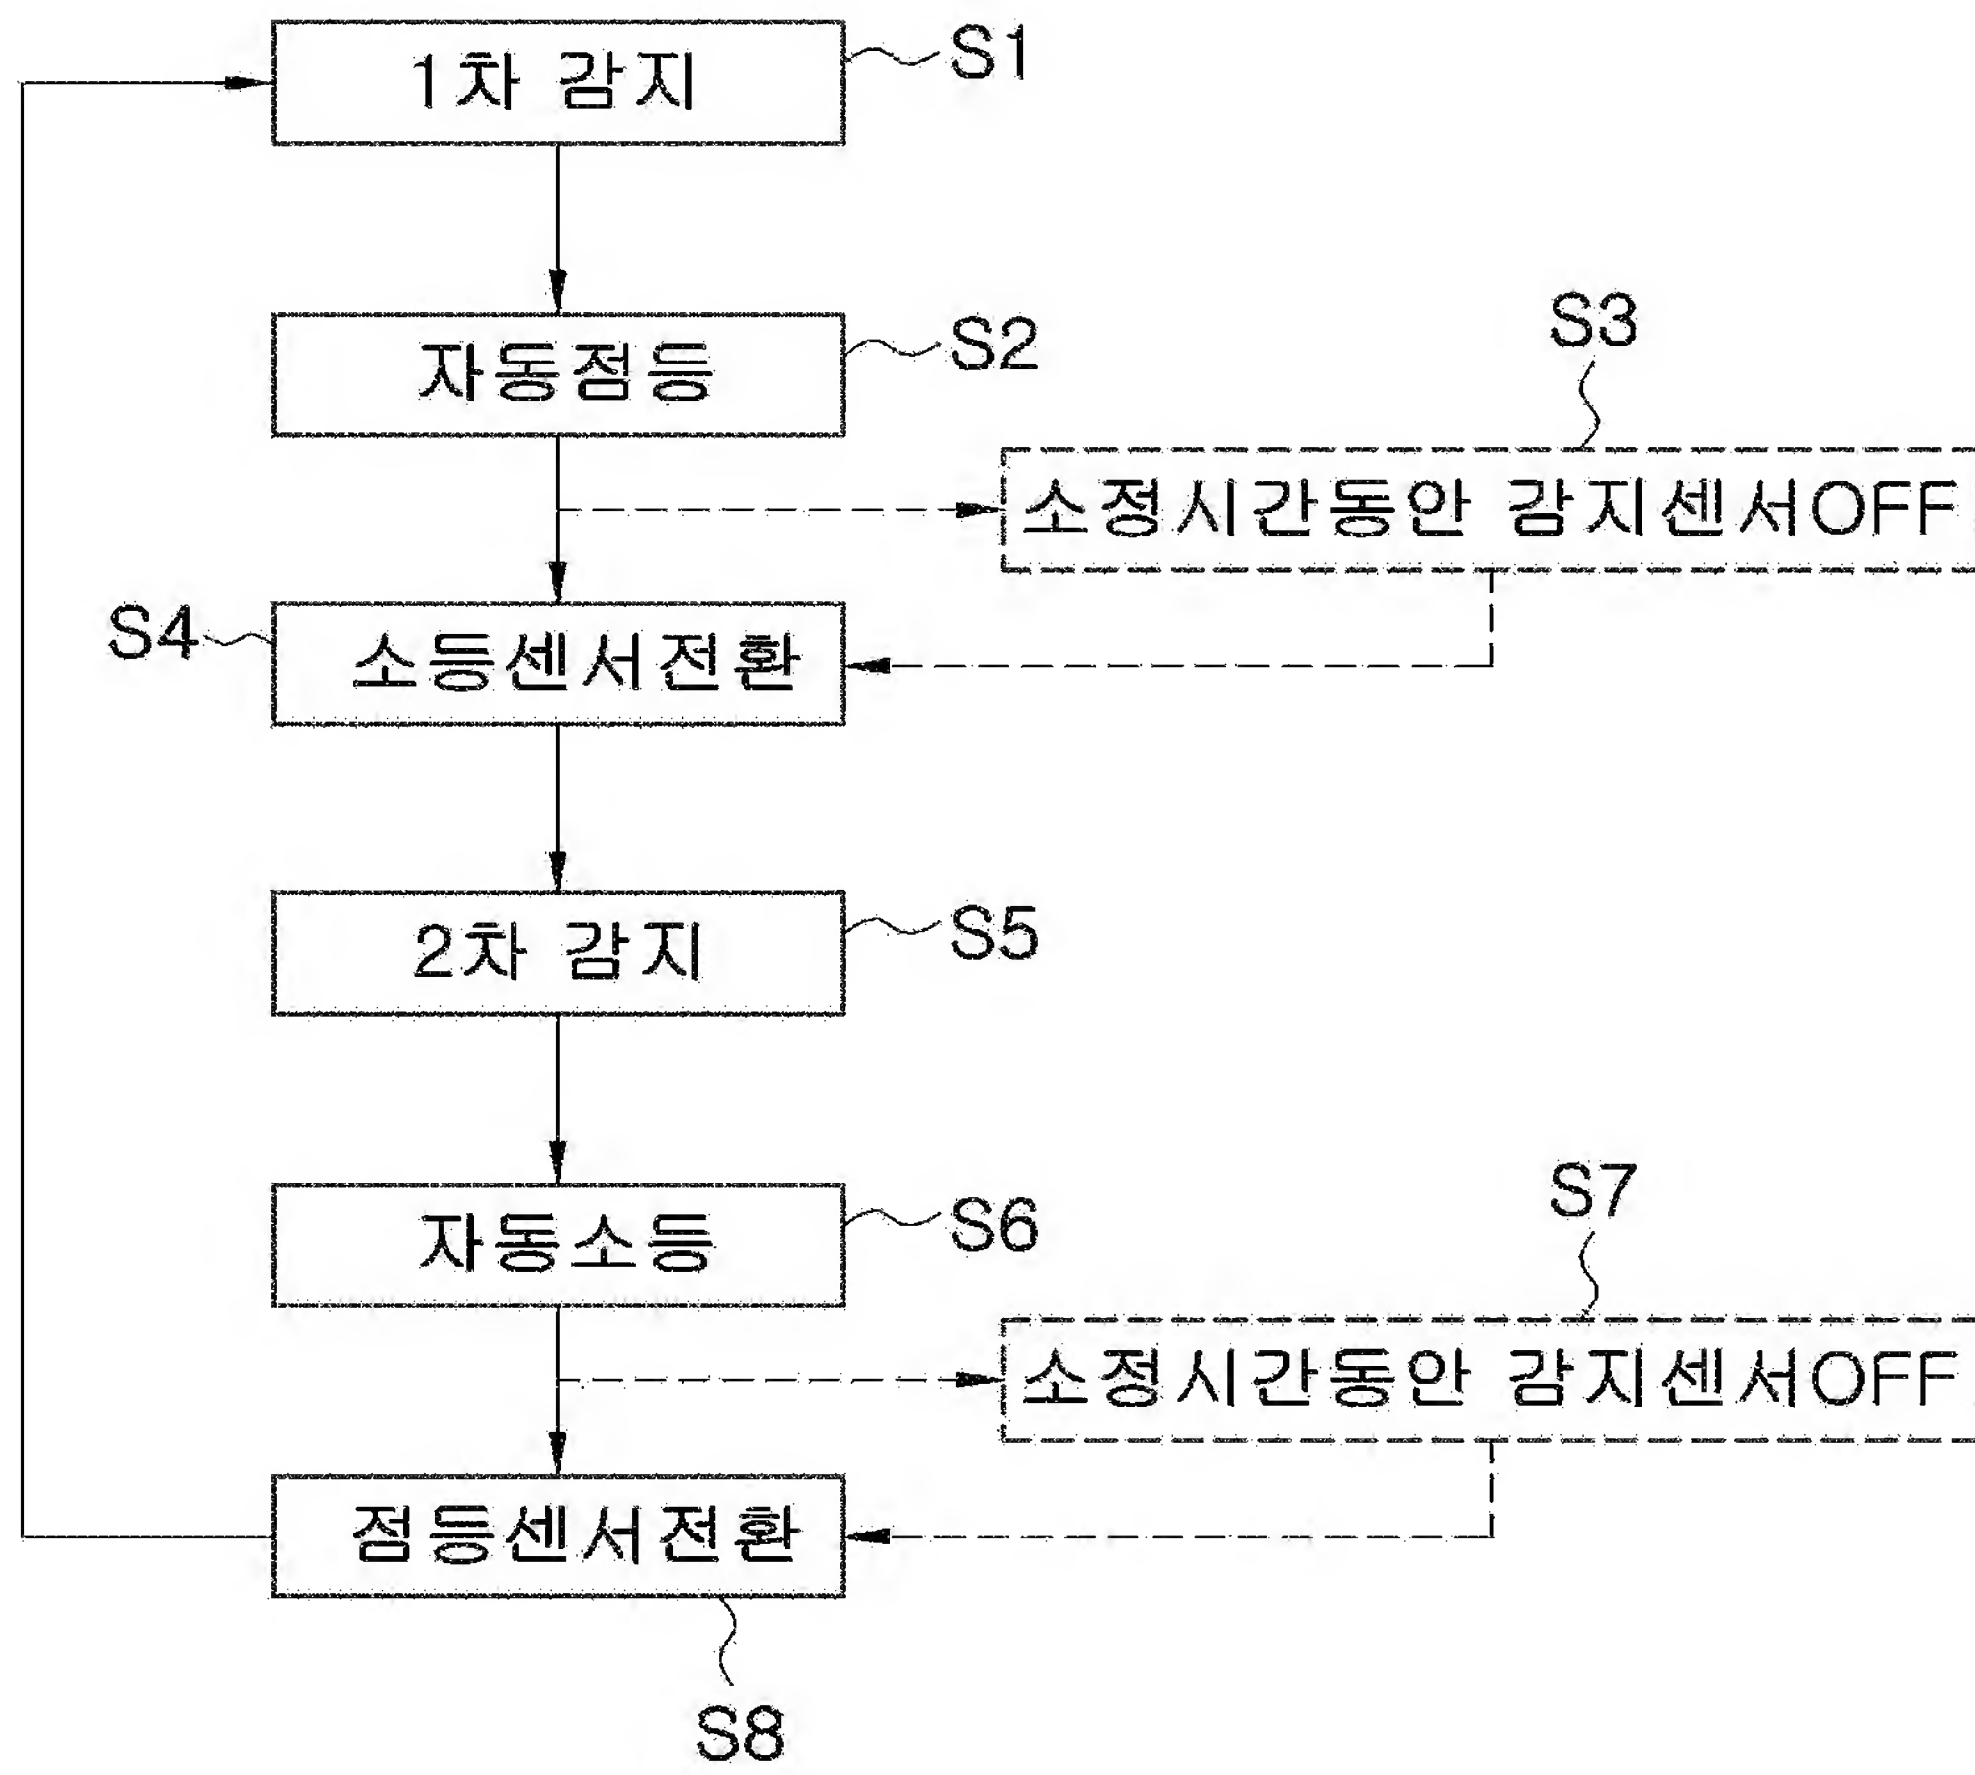 1차 감지
S1
자동점등
S2
S3
소정시간동안 감지센서OFF
S4
소등센서전환
2차 감지
S5
자동소등
S6
S7
소정시간동안 감지센서OFF
점등센서전환
S8